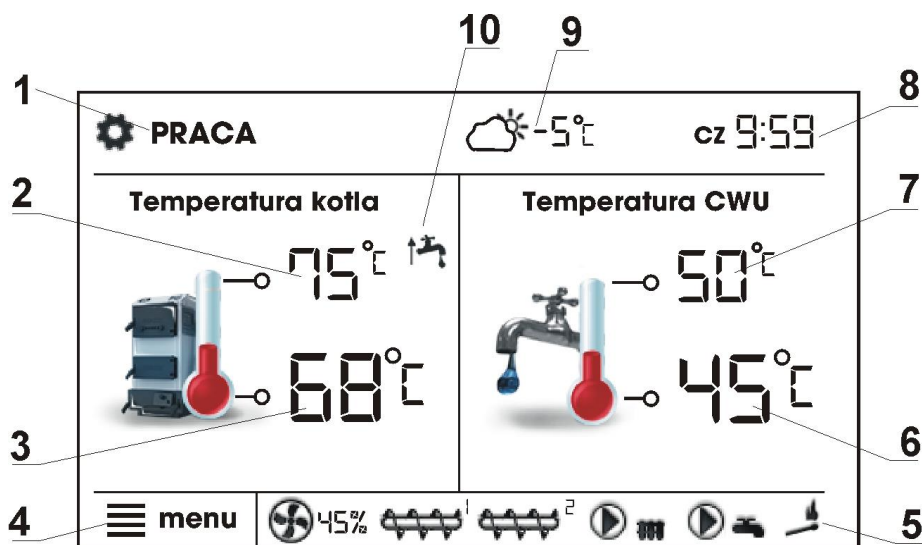 10 9
1 8
PRACA -5°C cz 9:59
2 7
Temperatura kotla Temperatura CWU
75°C 50°C
68°C 45°C
3 6
4 menu 45% 1 2 5